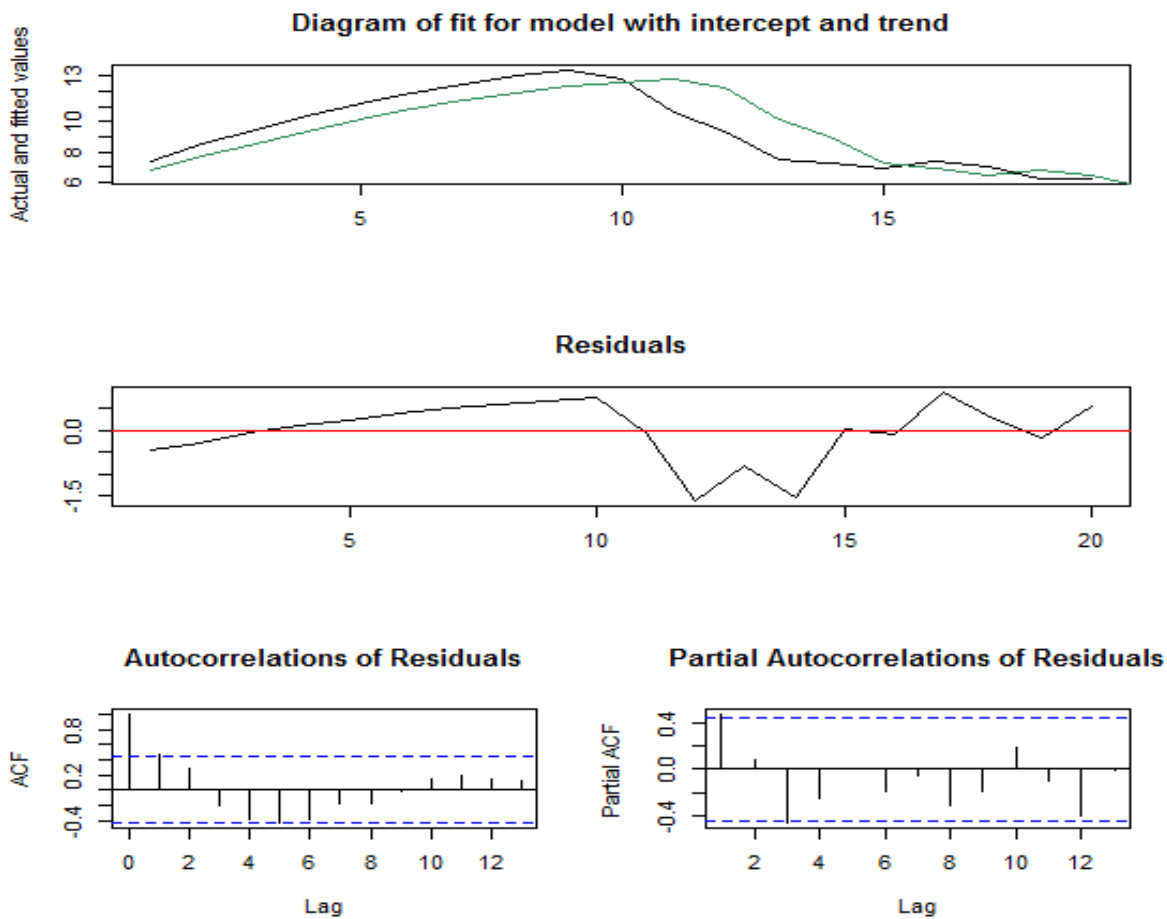 Diagram of fit for model with intercept and trend
Actual and fitted values
13
10
8
6
5 10 15
Residuals
0.0
-1.5
5 10 15 20
Autocorrelations of Residuals
ACF
0.8
0.2
-0.4
0 2 4 6 8 10 12
Lag
Partial Autocorrelations of Residuals
Partial ACF
0.4
0.0
-0.4
2 4 6 8 10 12
Lag